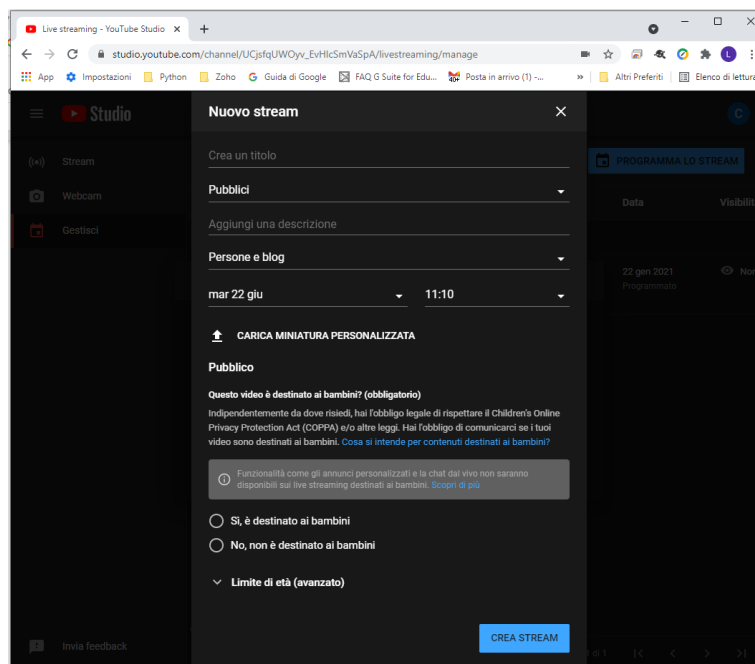 Live streaming - YouTube Studio
studio.youtube.com/channel/UCjsfqUWOyv_EvHIcSmVaSpA/livestreaming/manage
App Impostazioni Python Zoho Guida di Google FAQ G Suite for Edu... Posta in arrivo (1) -... » Altri Preferiti Elenco di lettura
Studio
Nuovo stream
C
Crea un titolo
Stream
PROGRAMMA LO STREAM
Pubblici
Webcam
Data
Aggiungi una descrizione
Gestisci
Persone e blog
22 gen 2021
Programmato
mar 22 giu 11:10
CARICA MINIATURA PERSONALIZZATA
Pubblico
Questo video è destinato ai bambini? (obbligatorio)
Indipendentemente da dove risiedi, hai l'obbligo legale di rispettare il Children's Online
Privacy Protection Act (COPPA) e/o altre leggi. Hai l'obbligo di comunicarci se i tuoi
video sono destinati ai bambini. Cosa si intende per contenuti destinati ai bambini?
Funzionalità come gli annunci personalizzati e la chat dal vivo non saranno
disponibili sui live streaming destinati ai bambini. Scopri di più
Sì, è destinato ai bambini
No, non è destinato ai bambini
Limite di età (avanzato)
CREA STREAM
Invia feedback
di 1